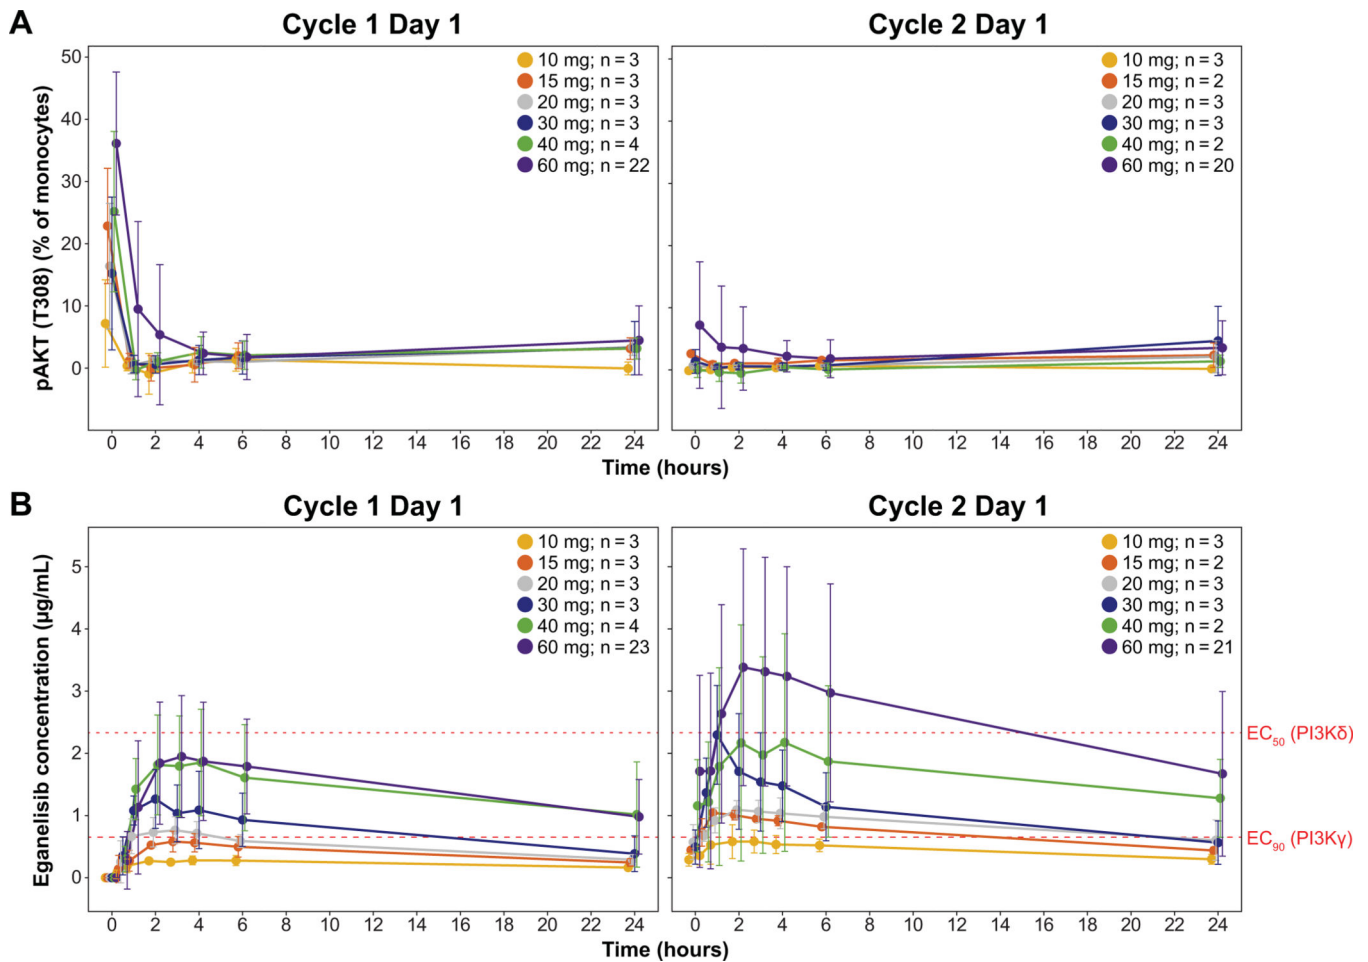 A
Cycle 1 Day 1
Cycle 2 Day 1
pAKT (T308) (% of monocytes)
50
40
30
20
10
0
10 mg; n = 3
15 mg; n = 3
20 mg; n = 3
30 mg; n = 3
40 mg; n = 4
60 mg; n = 22
10 mg; n = 3
15 mg; n = 2
20 mg; n = 3
30 mg; n = 3
40 mg; n = 2
60 mg; n = 20
0 2 4 6 8 10 12 14 16 18 20 22 24
0 2 4 6 8 10 12 14 16 18 20 22 24
Time (hours)
B
Cycle 1 Day 1
Cycle 2 Day 1
Eganelisib concentration (µg/mL)
5
4
3
2
1
0
10 mg; n = 3
15 mg; n = 3
20 mg; n = 3
30 mg; n = 3
40 mg; n = 4
60 mg; n = 23
10 mg; n = 3
15 mg; n = 2
20 mg; n = 3
30 mg; n = 3
40 mg; n = 2
60 mg; n = 21
EC50 (PI3Kδ)
EC90 (PI3Kγ)
0 2 4 6 8 10 12 14 16 18 20 22 24
0 2 4 6 8 10 12 14 16 18 20 22 24
Time (hours)